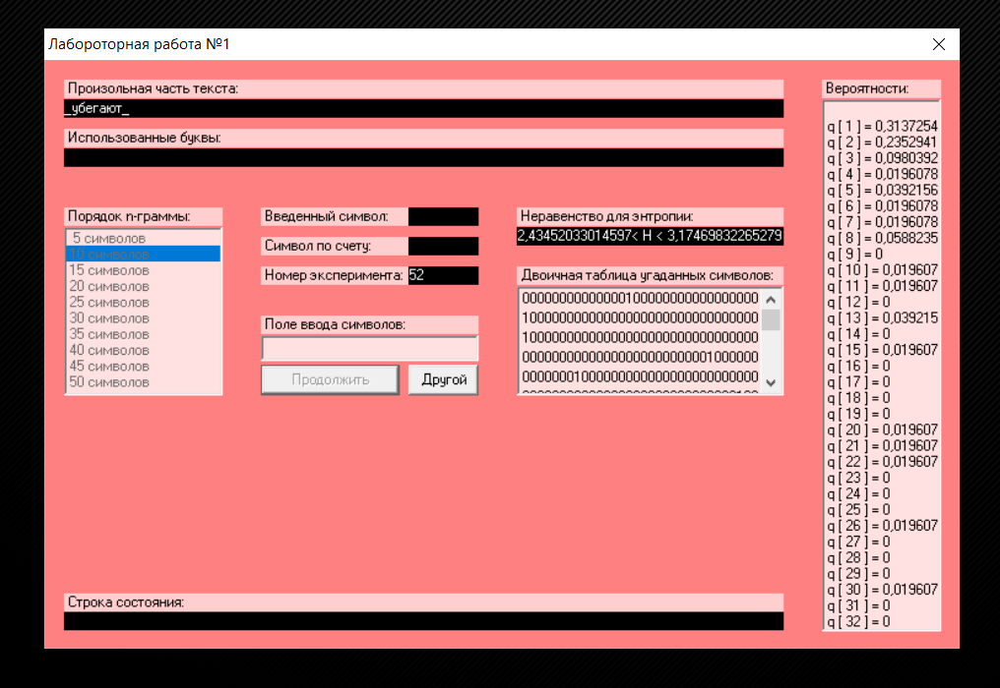 Лабороторная работа №1
Произольная часть текста:
_убегают_
Использованные буквы:
Порядок n-граммы:
5 символов
10 символов
15 символов
20 символов
25 символов
30 символов
35 символов
40 символов
45 символов
50 символов
Введенный символ:
Символ по счету:
Номер эксперимента: 52
Поле ввода символов:
Продолжить
Другой
Неравенство для энтропии:
2,43452033014597< H < 3,17469832265279
Двоичная таблица угаданных символов:
00000000000000100000000000000000
10000000000000000000000000000000
10000000000000000000000000000000
00000000000000000000000001000000
00000001000000000000000000000000
Строка состояния:
Вероятности:
q [ 1 ] = 0,3137254
q [ 2 ] = 0,2352941
q [ 3 ] = 0,0980392
q [ 4 ] = 0,0196078
q [ 5 ] = 0,0392156
q [ 6 ] = 0,0196078
q [ 7 ] = 0,0196078
q [ 8 ] = 0,0588235
q [ 9 ] = 0
q [ 10 ] = 0,019607
q [ 11 ] = 0,019607
q [ 12 ] = 0
q [ 13 ] = 0,039215
q [ 14 ] = 0
q [ 15 ] = 0,019607
q [ 16 ] = 0
q [ 17 ] = 0
q [ 18 ] = 0
q [ 19 ] = 0
q [ 20 ] = 0,019607
q [ 21 ] = 0,019607
q [ 22 ] = 0,019607
q [ 23 ] = 0
q [ 24 ] = 0
q [ 25 ] = 0
q [ 26 ] = 0,019607
q [ 27 ] = 0
q [ 28 ] = 0
q [ 29 ] = 0
q [ 30 ] = 0,019607
q [ 31 ] = 0
q [ 32 ] = 0